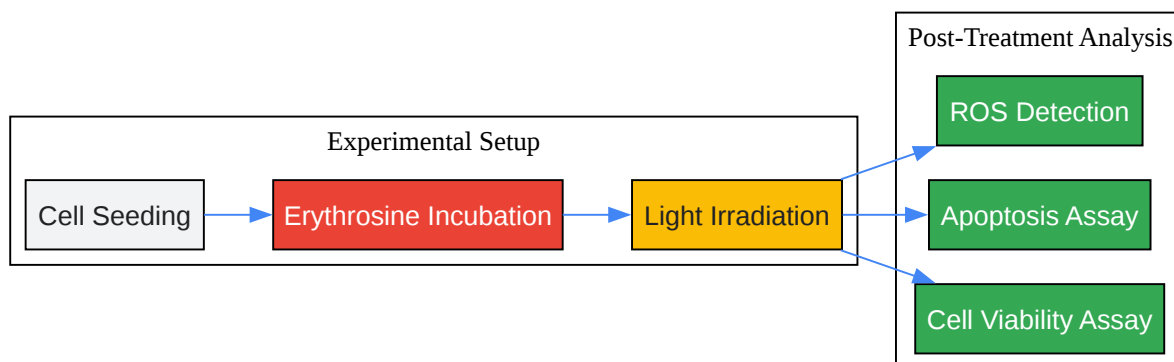 Post-Treatment Analysis
ROS Detection
Experimental Setup
Cell Seeding
Erythrosine Incubation
Light Irradiation
Apoptosis Assay
Cell Viability Assay